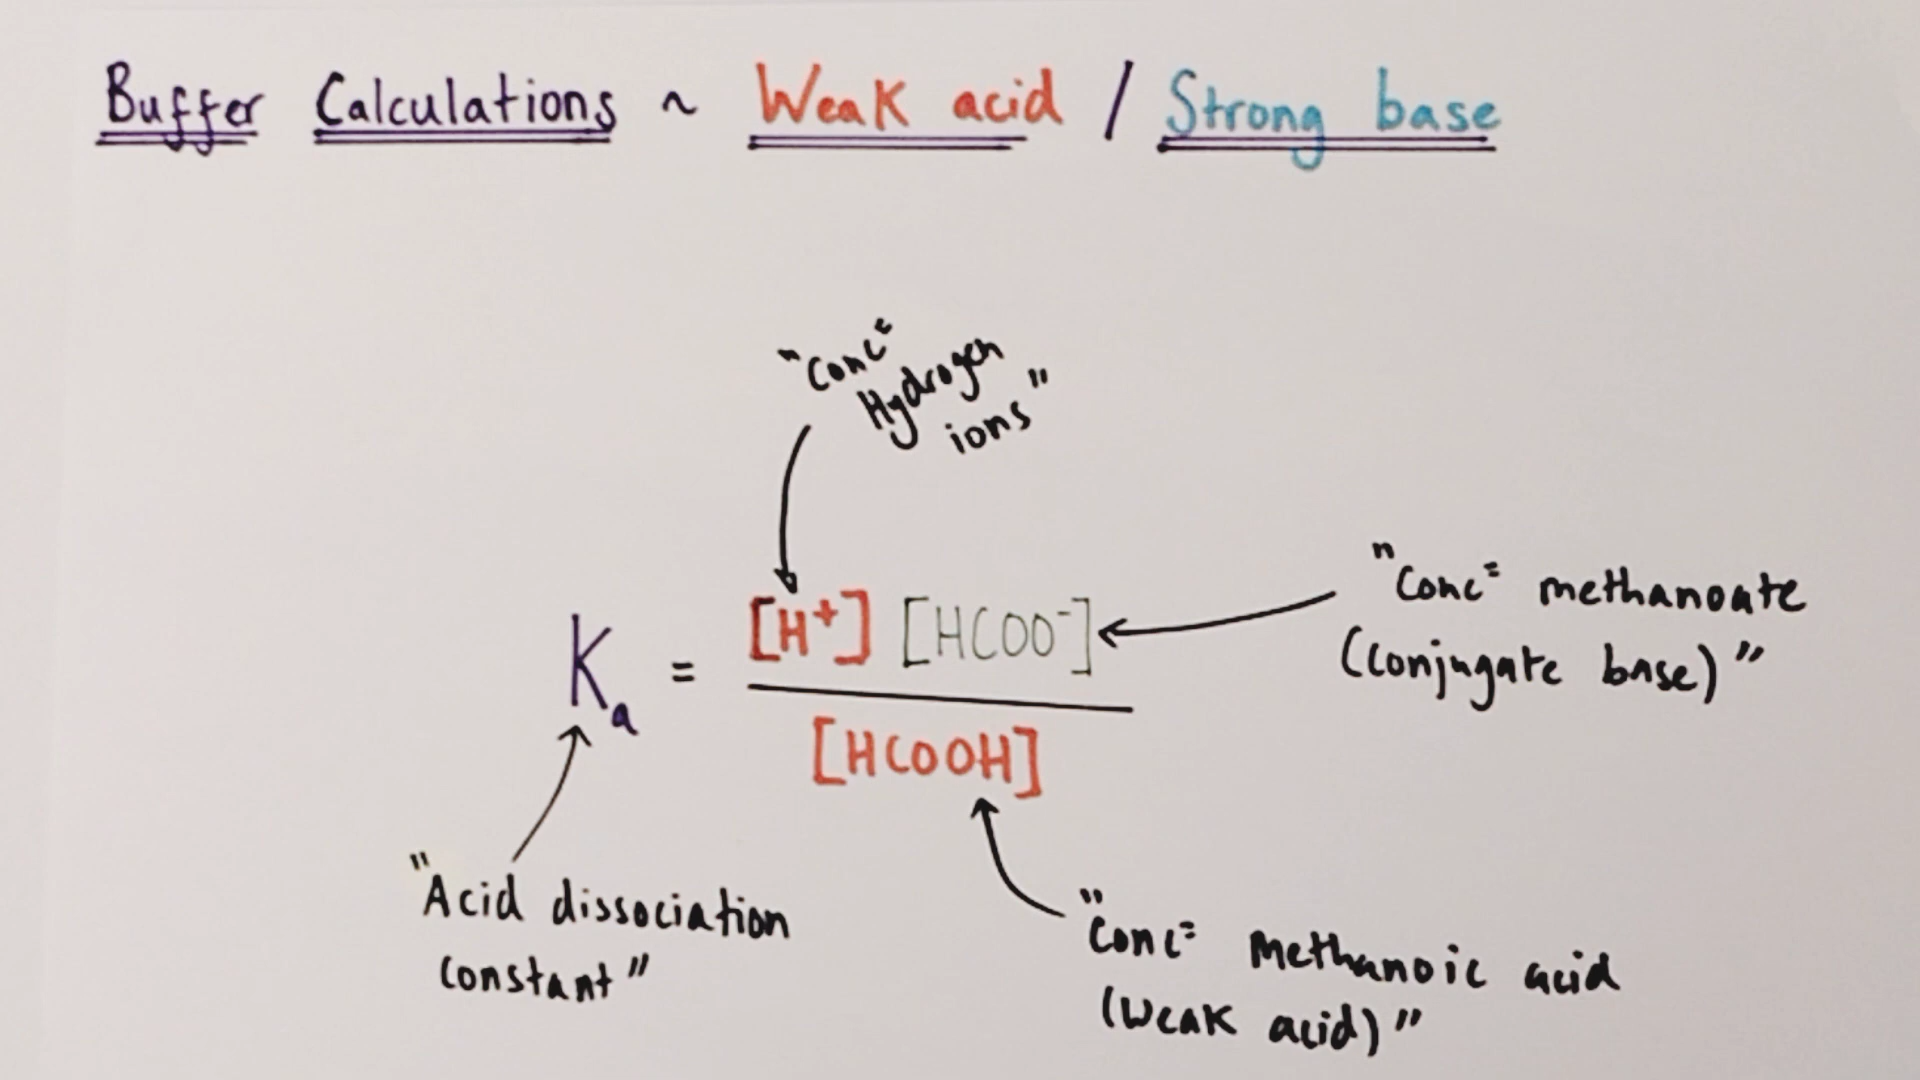 Buffer Calculations ~ Weak acid / Strong base
"Conc=
Hydrogen
ions"
[H+] [HCOO-]
Ka =
[HCOOH]
"Conc= methanoate
(conjugate base)"
"Acid dissociation
constant"
"Conc= Methanoic acid
(Weak acid)"